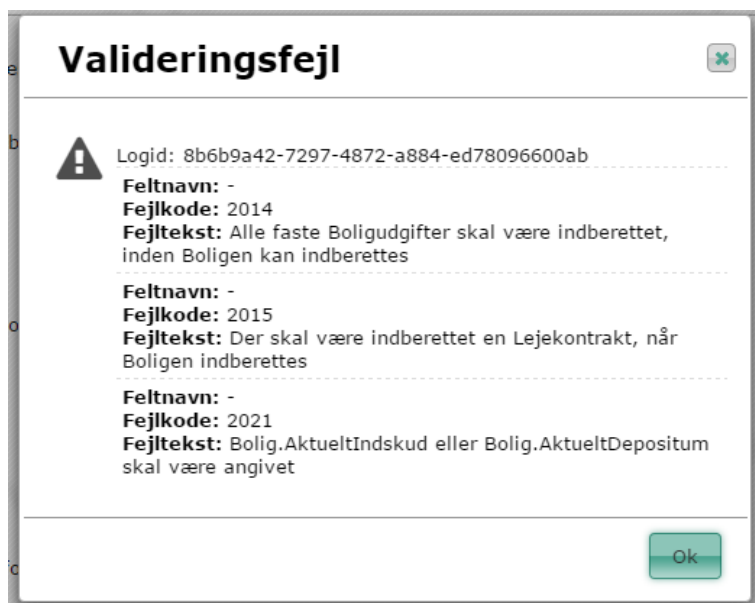 Valideringsfejl
Logid: 8b6b9a42-7297-4872-a884-ed78096600ab
Feltnavn: -
Fejlkode: 2014
Fejltekst: Alle faste Boligudgifter skal være indberettet,
inden Boligen kan indberettes
Feltnavn: -
Fejlkode: 2015
Fejltekst: Der skal være indberettet en Lejekontrakt, når
Boligen indberettes
Feltnavn: -
Fejlkode: 2021
Fejltekst: Bolig.AktueltIndskud eller Bolig.AktueltDepositum
skal være angivet
Ok